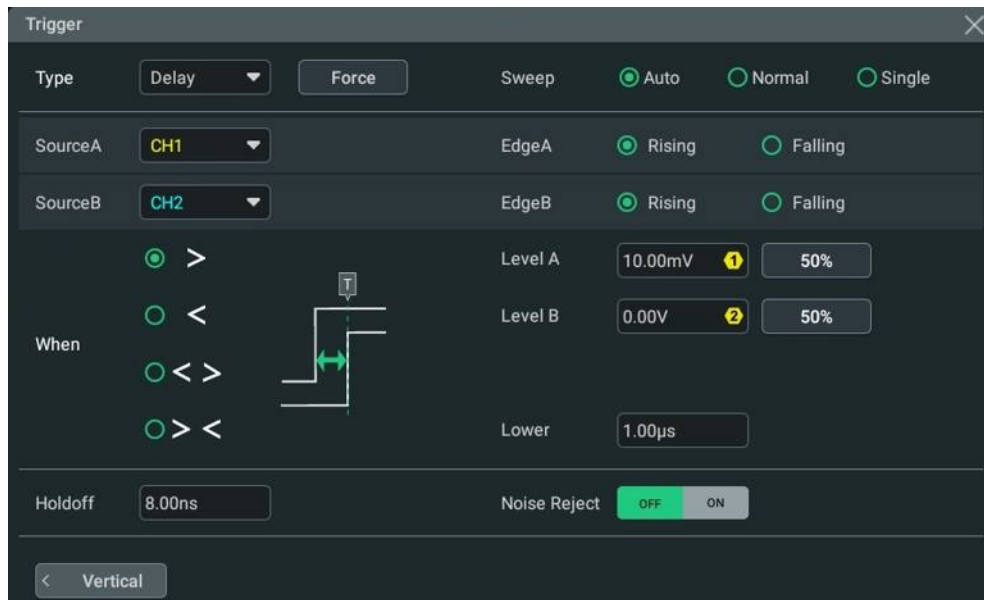 Trigger
Type Delay Force Sweep Auto Normal Single
SourceA CH1 EdgeA Rising Falling
SourceB CH2 EdgeB Rising Falling
> Level A 10.00mV 1 50%
T
< Level B 0.00V 2 50%
When
< >
> < Lower 1.00μs
Holdoff 8.00ns Noise Reject OFF ON
< Vertical